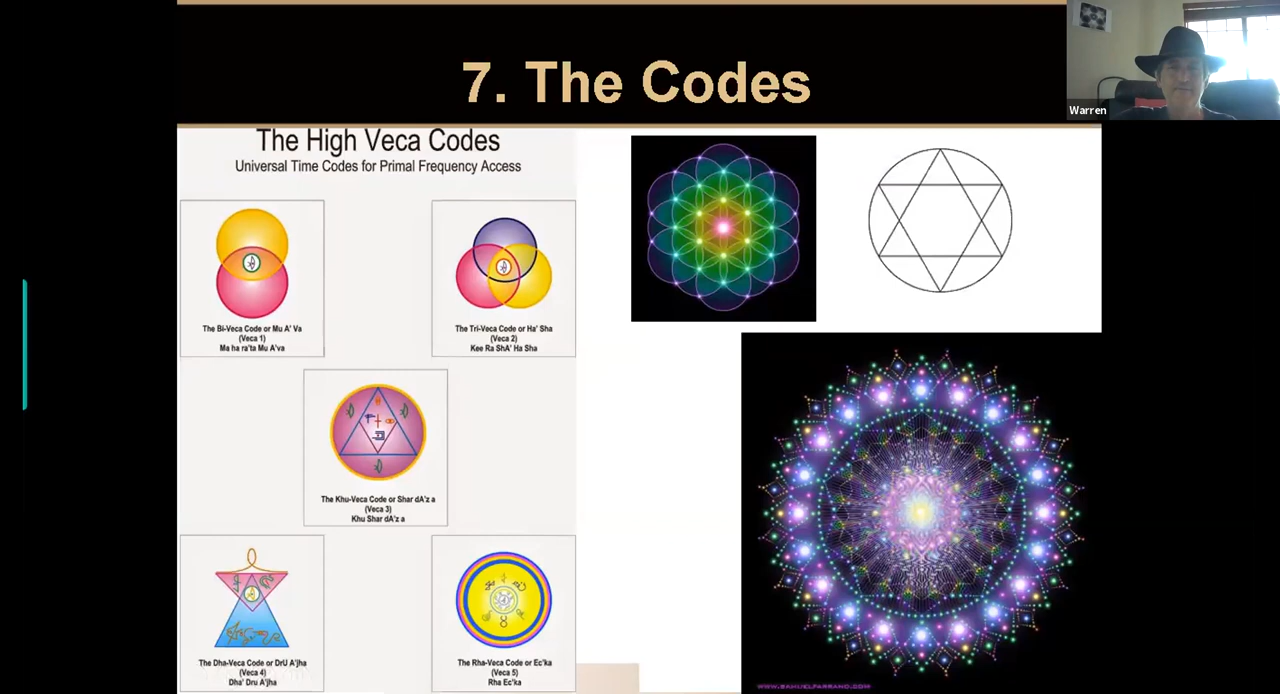 7. The Codes
Warren
The High Veca Codes
Universal Time Codes for Primal Frequency Access
The Bi-Veca Code or Mu A' Va
(Veca 1)
Ma ha ra'ta Mu A'va
The Tri-Veca Code or Ha' Sha
(Veca 2)
Kee Ra ShA' Ha Sha
The Khu-Veca Code or Shar dA'z a
(Veca 3)
Khu Shar dA'z a
The Dha-Veca Code or DrU A'jha
(Veca 4)
Dha' Dru A'jha
The Rha-Veca Code or Ec'ka
(Veca 5)
Rha Ec'ka
WWW.SAMUELFARRAND.COM